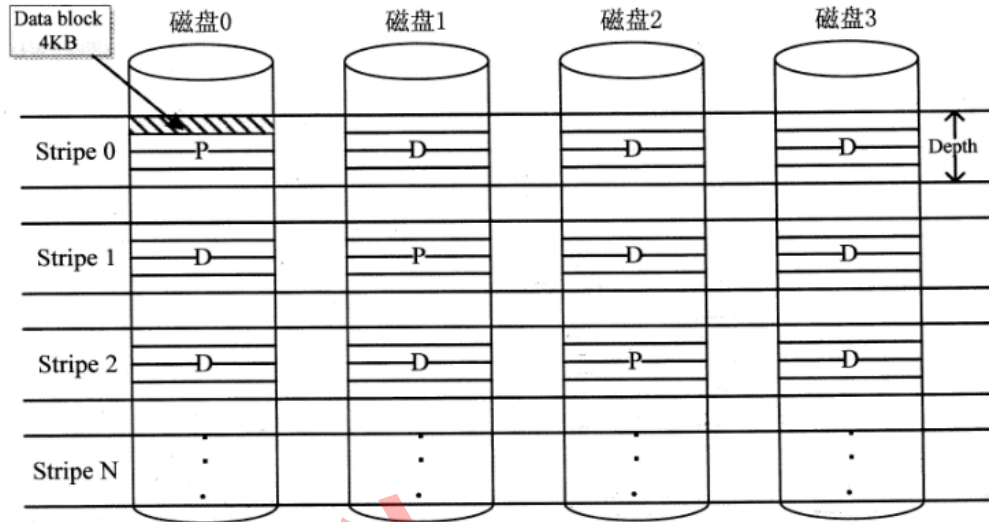 Data block
4KB
磁盘0 磁盘1 磁盘2 磁盘3
Stripe 0 P D D D Depth
Stripe 1 D P D D
Stripe 2 D D P D
Stripe N